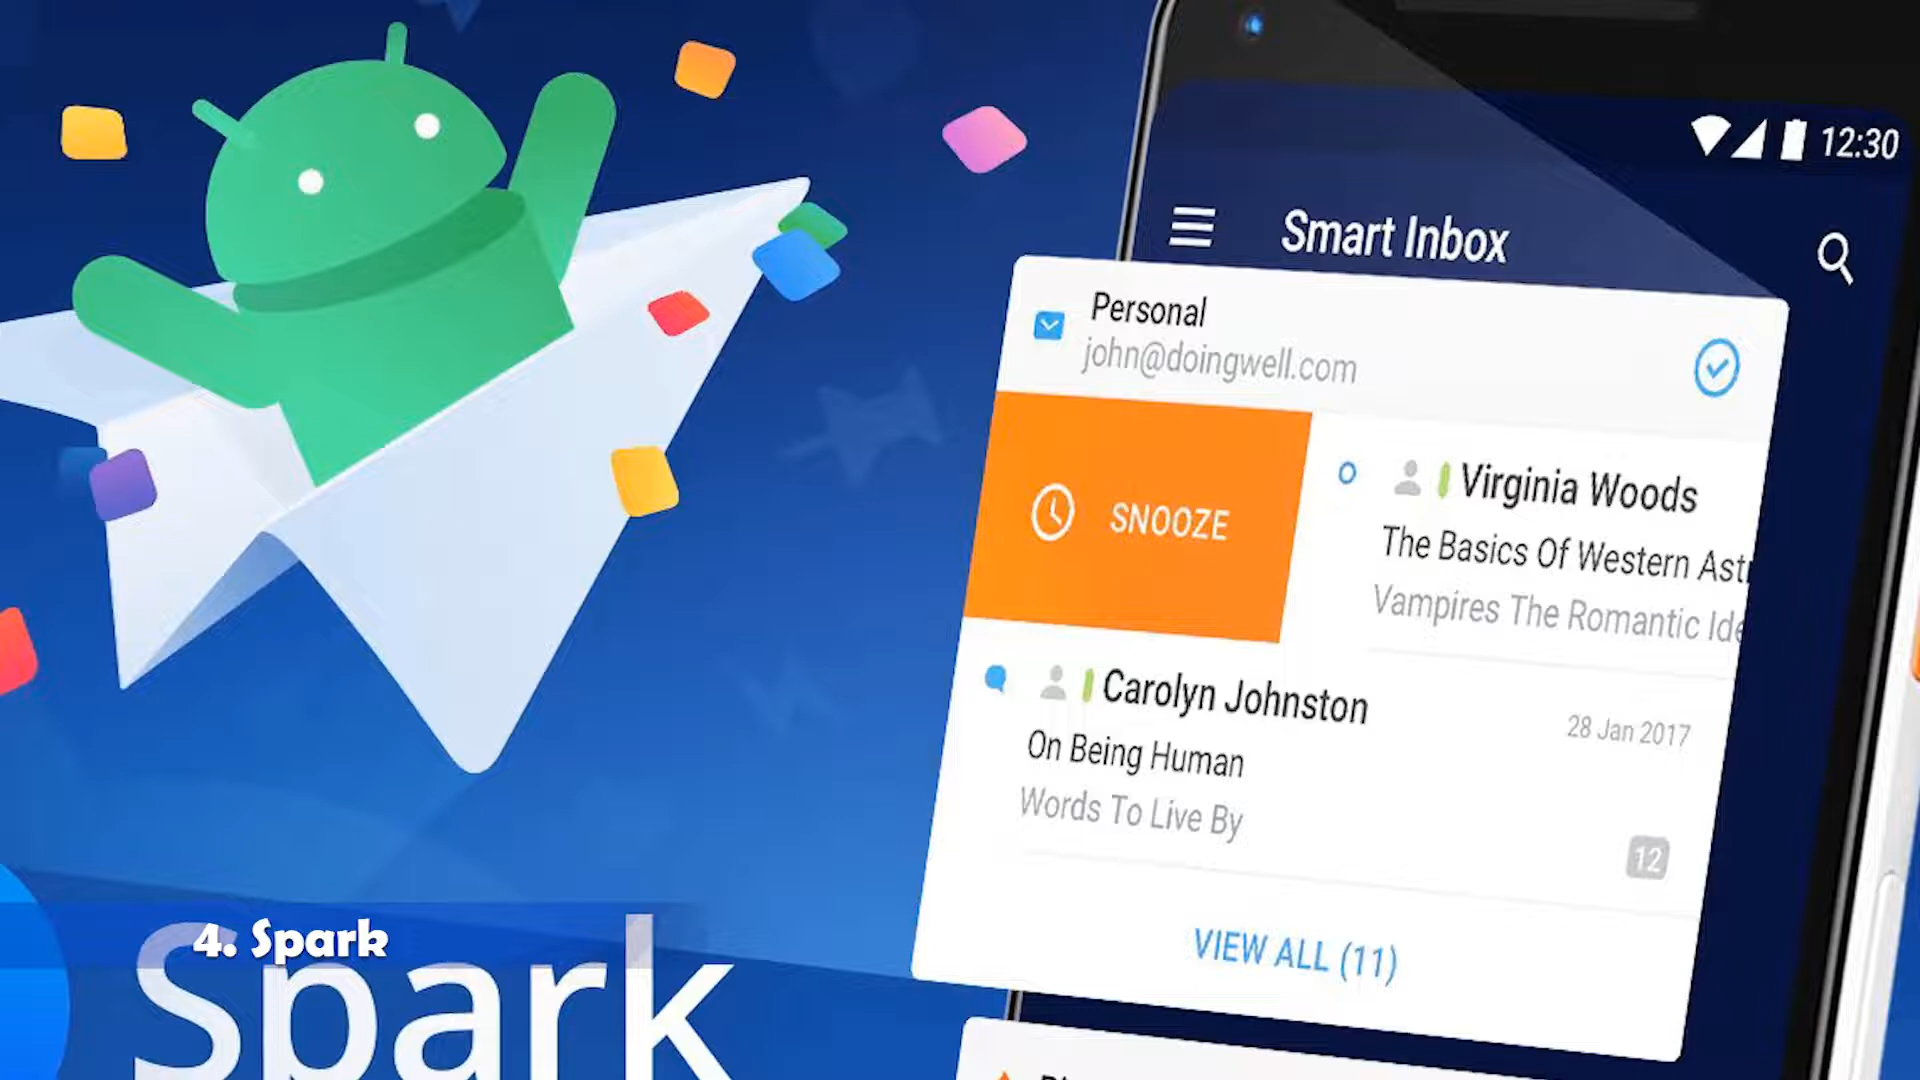 12:30
Smart Inbox
Personal
john@doingwell.com
SNOOZE
Virginia Woods
The Basics Of Western Ast
Vampires The Romantic Ide
Carolyn Johnston
28 Jan 2017
On Being Human
Words To Live By
12
VIEW ALL (11)
4. Spark
Spark